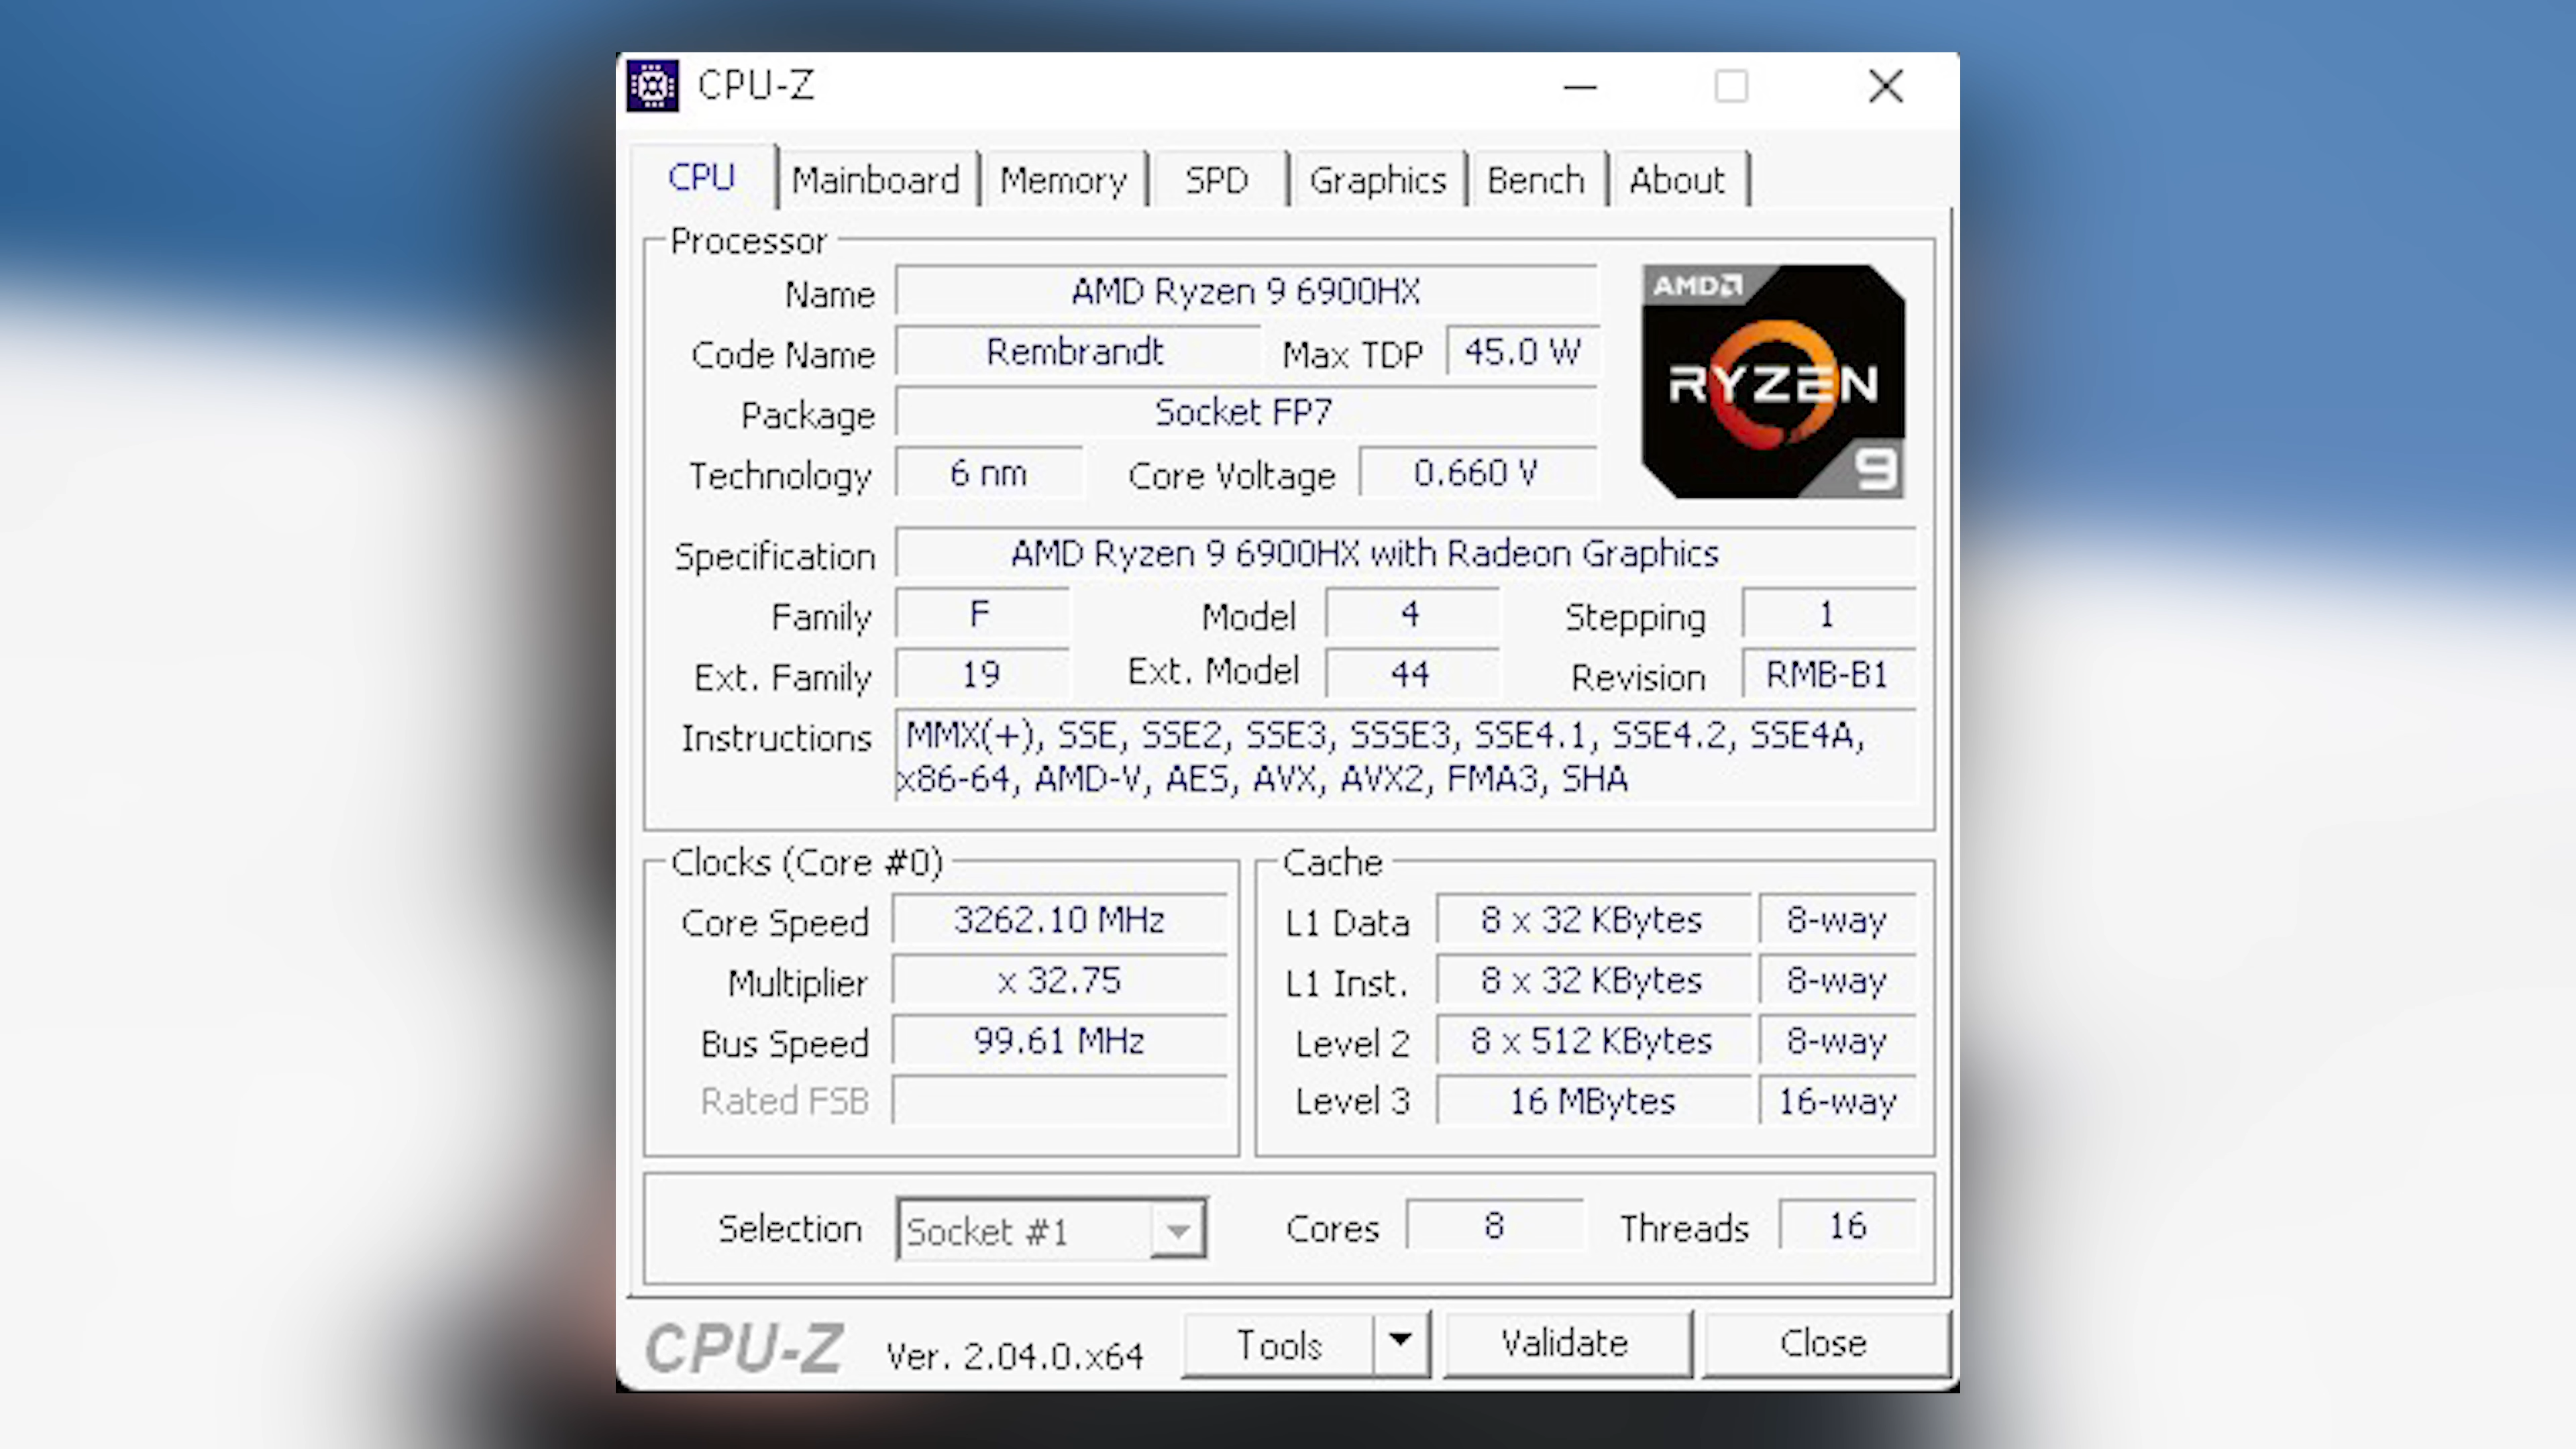 CPU-Z
CPU Mainboard Memory SPD Graphics Bench About
Processor
Name AMD Ryzen 9 6900HX
Code Name Rembrandt Max TDP 45.0 W
Package Socket FP7
Technology 6 nm Core Voltage 0.660 V
AMD
RYZEN
9
Specification AMD Ryzen 9 6900HX with Radeon Graphics
Family F Model 4 Stepping 1
Ext. Family 19 Ext. Model 44 Revision RMB-B1
Instructions MMX(+), SSE, SSE2, SSE3, SSSE3, SSE4.1, SSE4.2, SSE4A,
x86-64, AMD-V, AES, AVX, AVX2, FMA3, SHA
Clocks (Core #0)
Core Speed 3262.10 MHz
Multiplier x 32.75
Bus Speed 99.61 MHz
Rated FSB
Cache
L1 Data 8 x 32 KBytes 8-way
L1 Inst. 8 x 32 KBytes 8-way
Level 2 8 x 512 KBytes 8-way
Level 3 16 MBytes 16-way
Selection Socket #1 Cores 8 Threads 16
CPU-Z Ver. 2.04.0.x64 Tools Validate Close